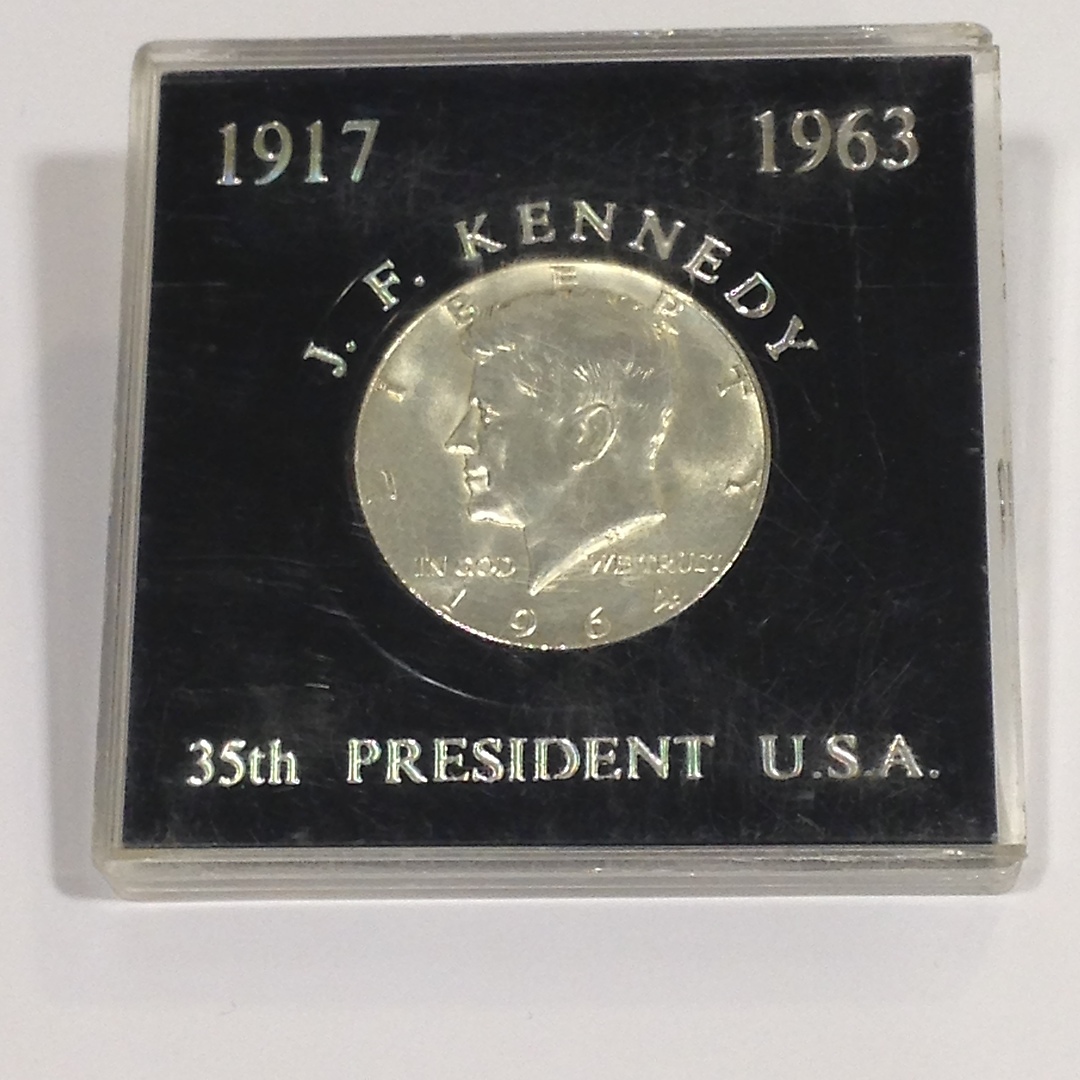 1917 1963
J. F. KENNEDY
LIBERTY
IN GOD WE TRUST
1964
35th PRESIDENT U.S.A.